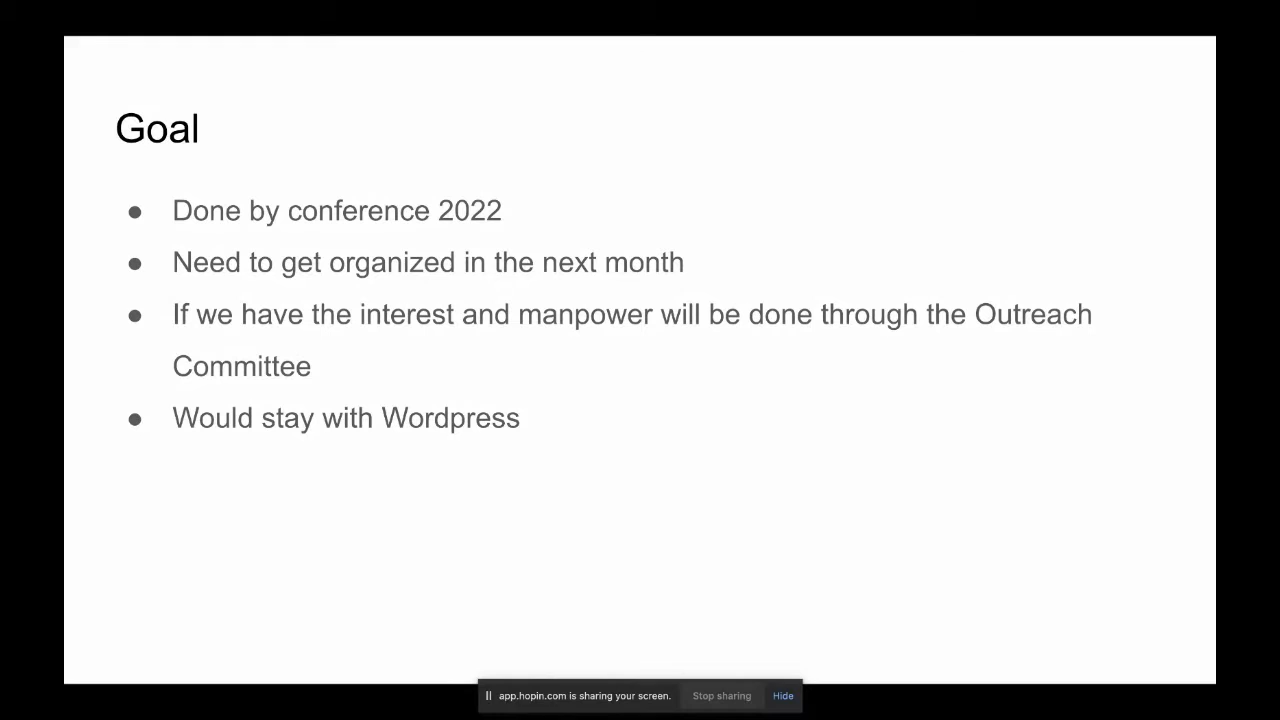 Goal
● Done by conference 2022
● Need to get organized in the next month
● If we have the interest and manpower will be done through the Outreach
Committee
● Would stay with Wordpress
app.hopin.com is sharing your screen. Stop sharing Hide